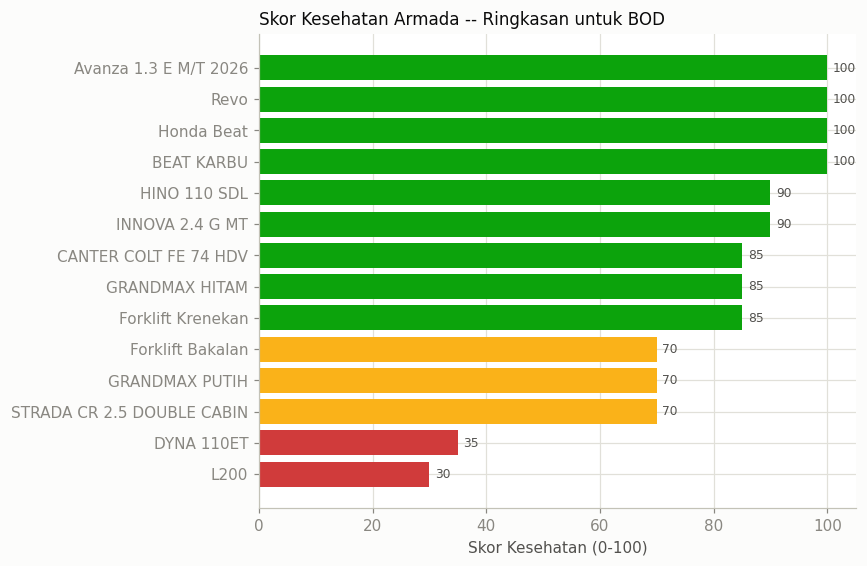 Skor Kesehatan Armada -- Ringkasan untuk BOD
Avanza 1.3 E M/T 2026 100
Revo 100
Honda Beat 100
BEAT KARBU 100
HINO 110 SDL 90
INNOVA 2.4 G MT 90
CANTER COLT FE 74 HDV 85
GRANDMAX HITAM 85
Forklift Krenekan 85
Forklift Bakalan 70
GRANDMAX PUTIH 70
STRADA CR 2.5 DOUBLE CABIN 70
DYNA 110ET 35
L200 30
0 20 40 60 80 100
Skor Kesehatan (0-100)